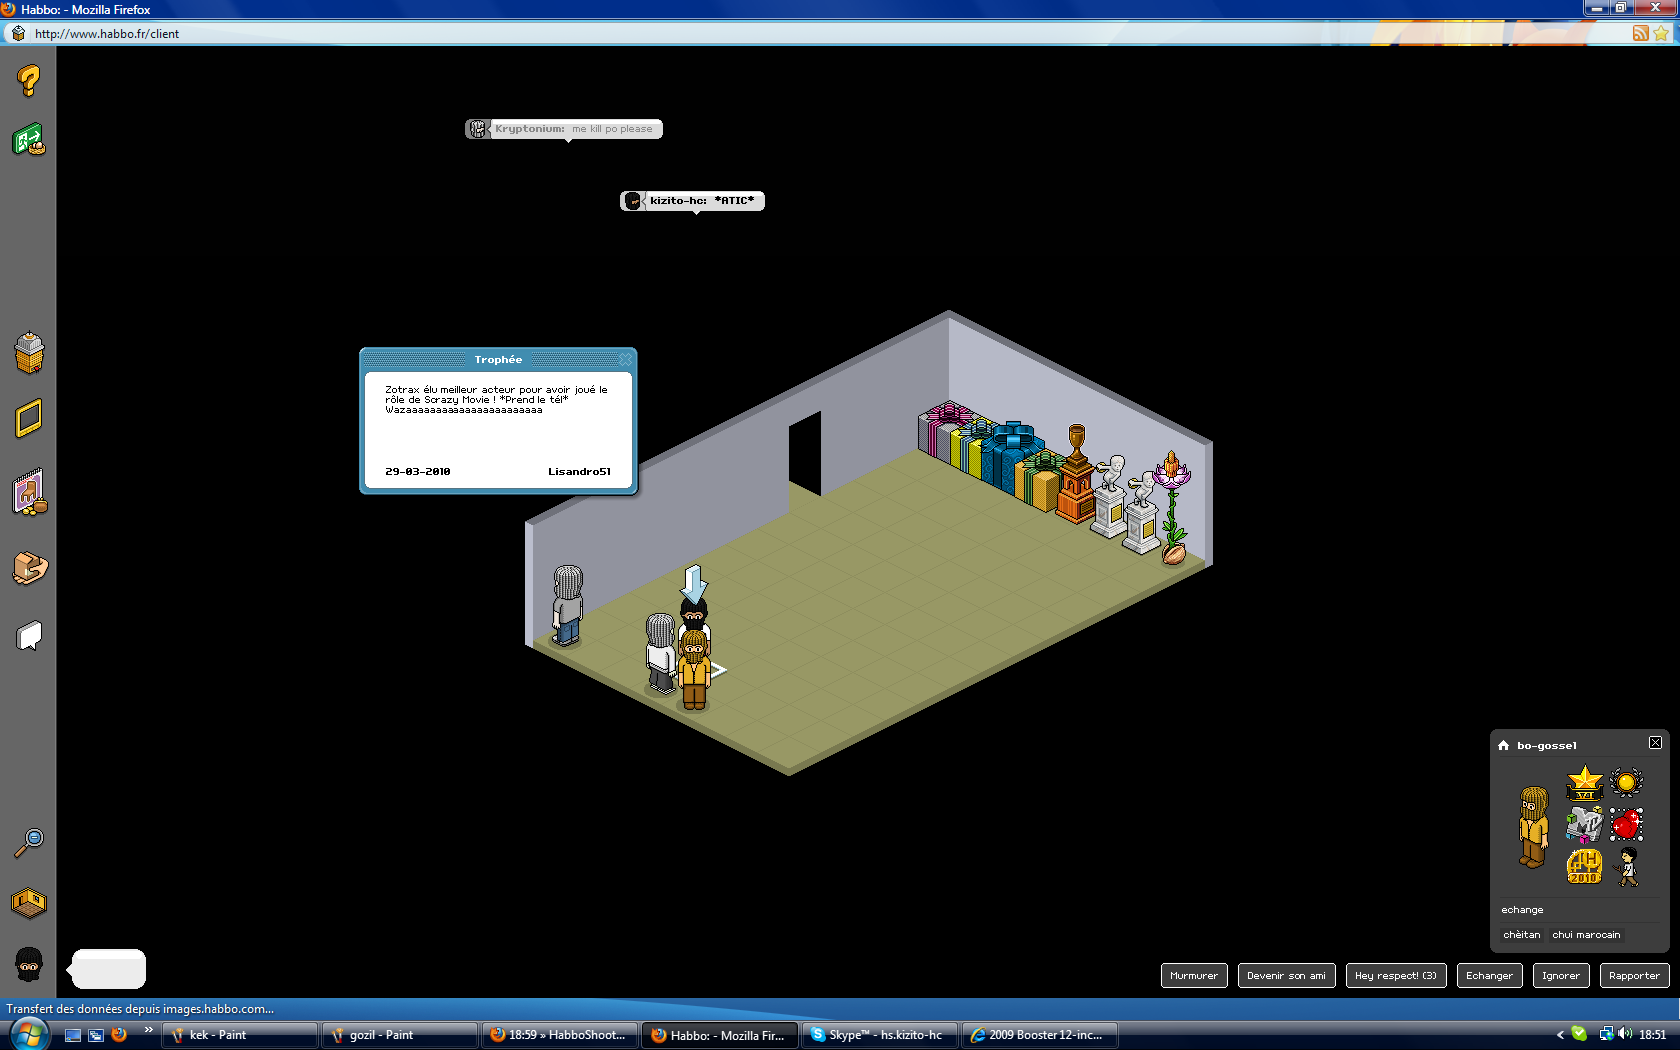 Habbo: - Mozilla Firefox
http://www.habbo.fr/client
Kryptonium: me kill po please
kizito-hc: *ATIC*
Trophée
Zotrax élu meilleur acteur pour avoir joué le
rôle de Scrazy Movie ! *Prend le tél*
Wazaaaaaaaaaaaaaaaaaaaaaaa
29-03-2010 Lisandro51
bo-gossel
2010
echange
chèitan chui marocain
Murmurer Devenir son ami Hey respect! (3) Echanger Ignorer Rapporter
Transfert des données depuis images.habbo.com...
kek - Paint gozil - Paint 18:59 » HabboShoot... Habbo: - Mozilla Fir... Skype™ - hs.kizito-hc 2009 Booster 12-inc... 18:51